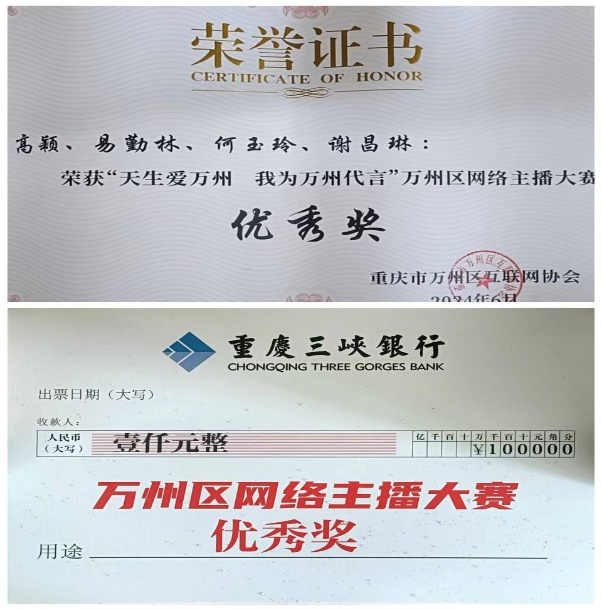 荣誉证书
CERTIFICATE OF HONOR
高颖、易勤林、何玉玲、谢昌琳：
荣获“天生爱万州 我为万州代言”万州区网络主播大赛
优秀奖
重庆市万州区互联网协会
2024年6月
重慶三峡銀行
CHONGQING THREE GORGES BANK
出票日期（大写）
收款人：
人民币
（大写）
壹仟元整
亿千百十万千百十元角分
¥100000
万州区网络主播大赛
优秀奖
用途